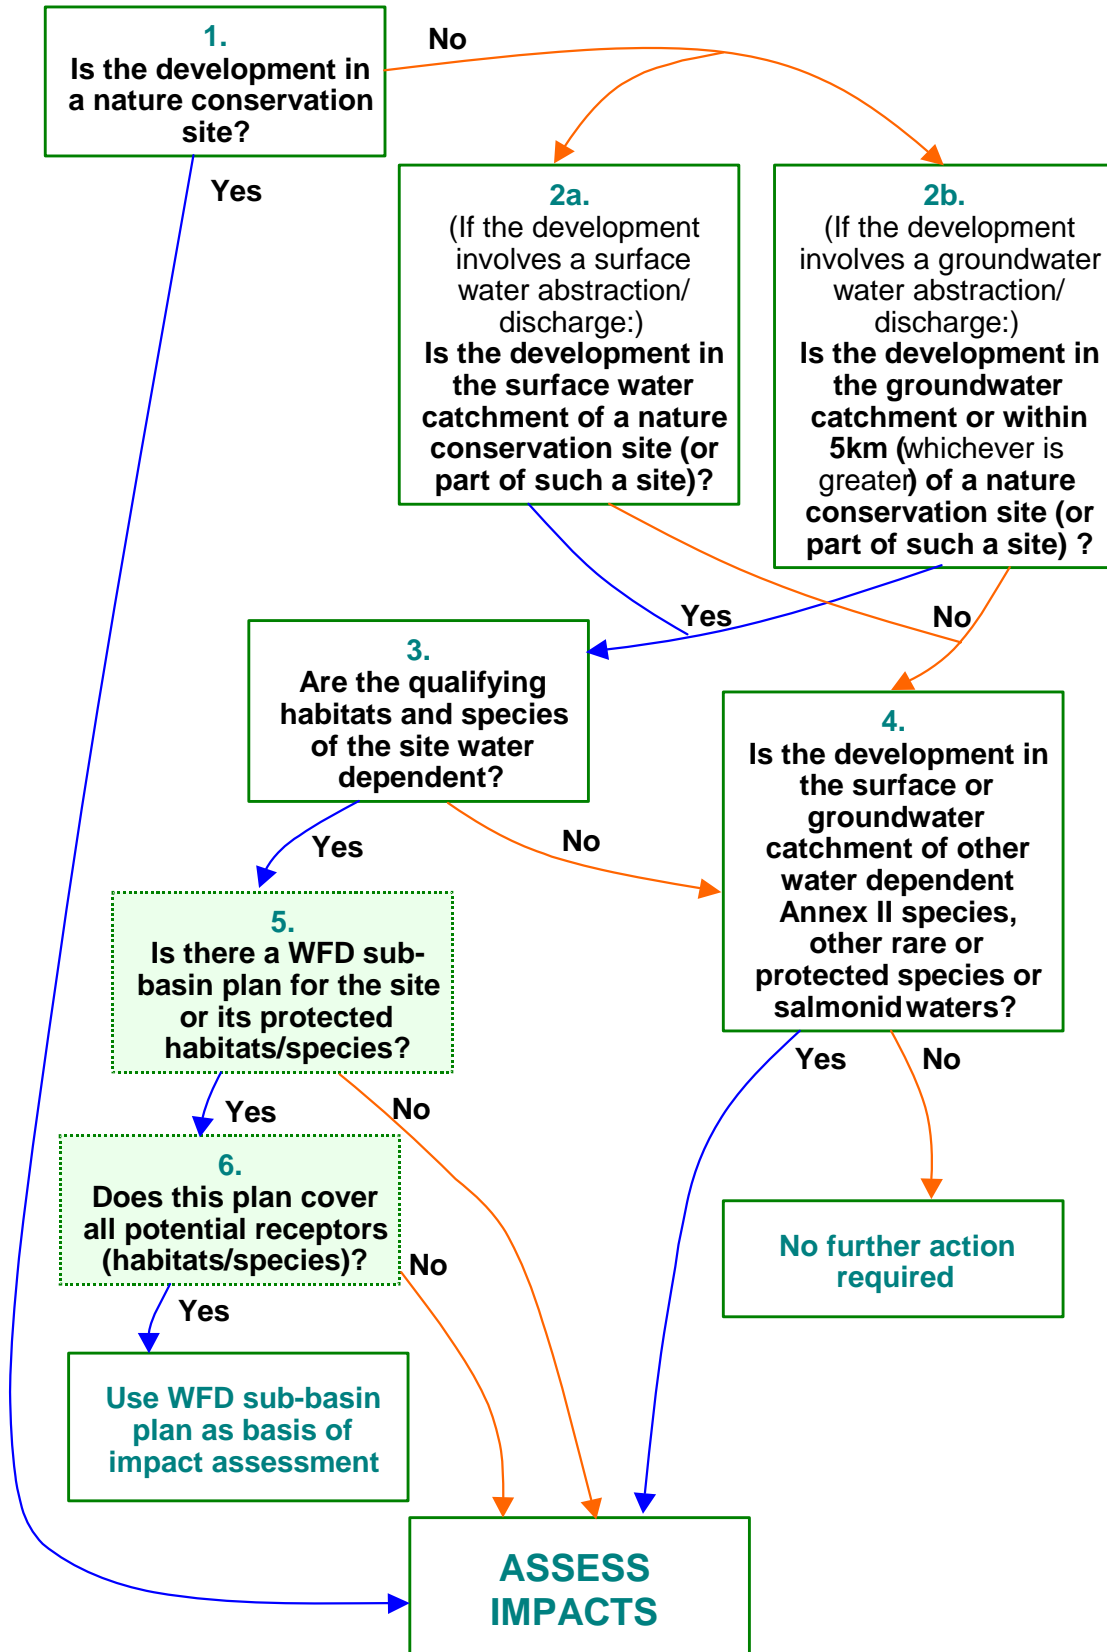 1.
Is the development in
a nature conservation
site?
No
Yes
2a.
(If the development
involves a surface
water abstraction/
discharge:)
Is the development in
the surface water
catchment of a nature
conservation site (or
part of such a site)?
2b.
(If the development
involves a groundwater
water abstraction/
discharge:)
Is the development in
the groundwater
catchment or within
5km (whichever is
greater) of a nature
conservation site (or
part of such a site) ?
Yes
No
3.
Are the qualifying
habitats and species
of the site water
dependent?
4.
Is the development in
the surface or
groundwater
catchment of other
water dependent
Annex II species,
other rare or
protected species or
salmonid waters?
Yes
No
5.
Is there a WFD sub-
basin plan for the site
or its protected
habitats/species?
Yes
No
Yes
No
6.
Does this plan cover
all potential receptors
(habitats/species)?
No
Yes
No further action
required
Use WFD sub-basin
plan as basis of
impact assessment
ASSESS
IMPACTS